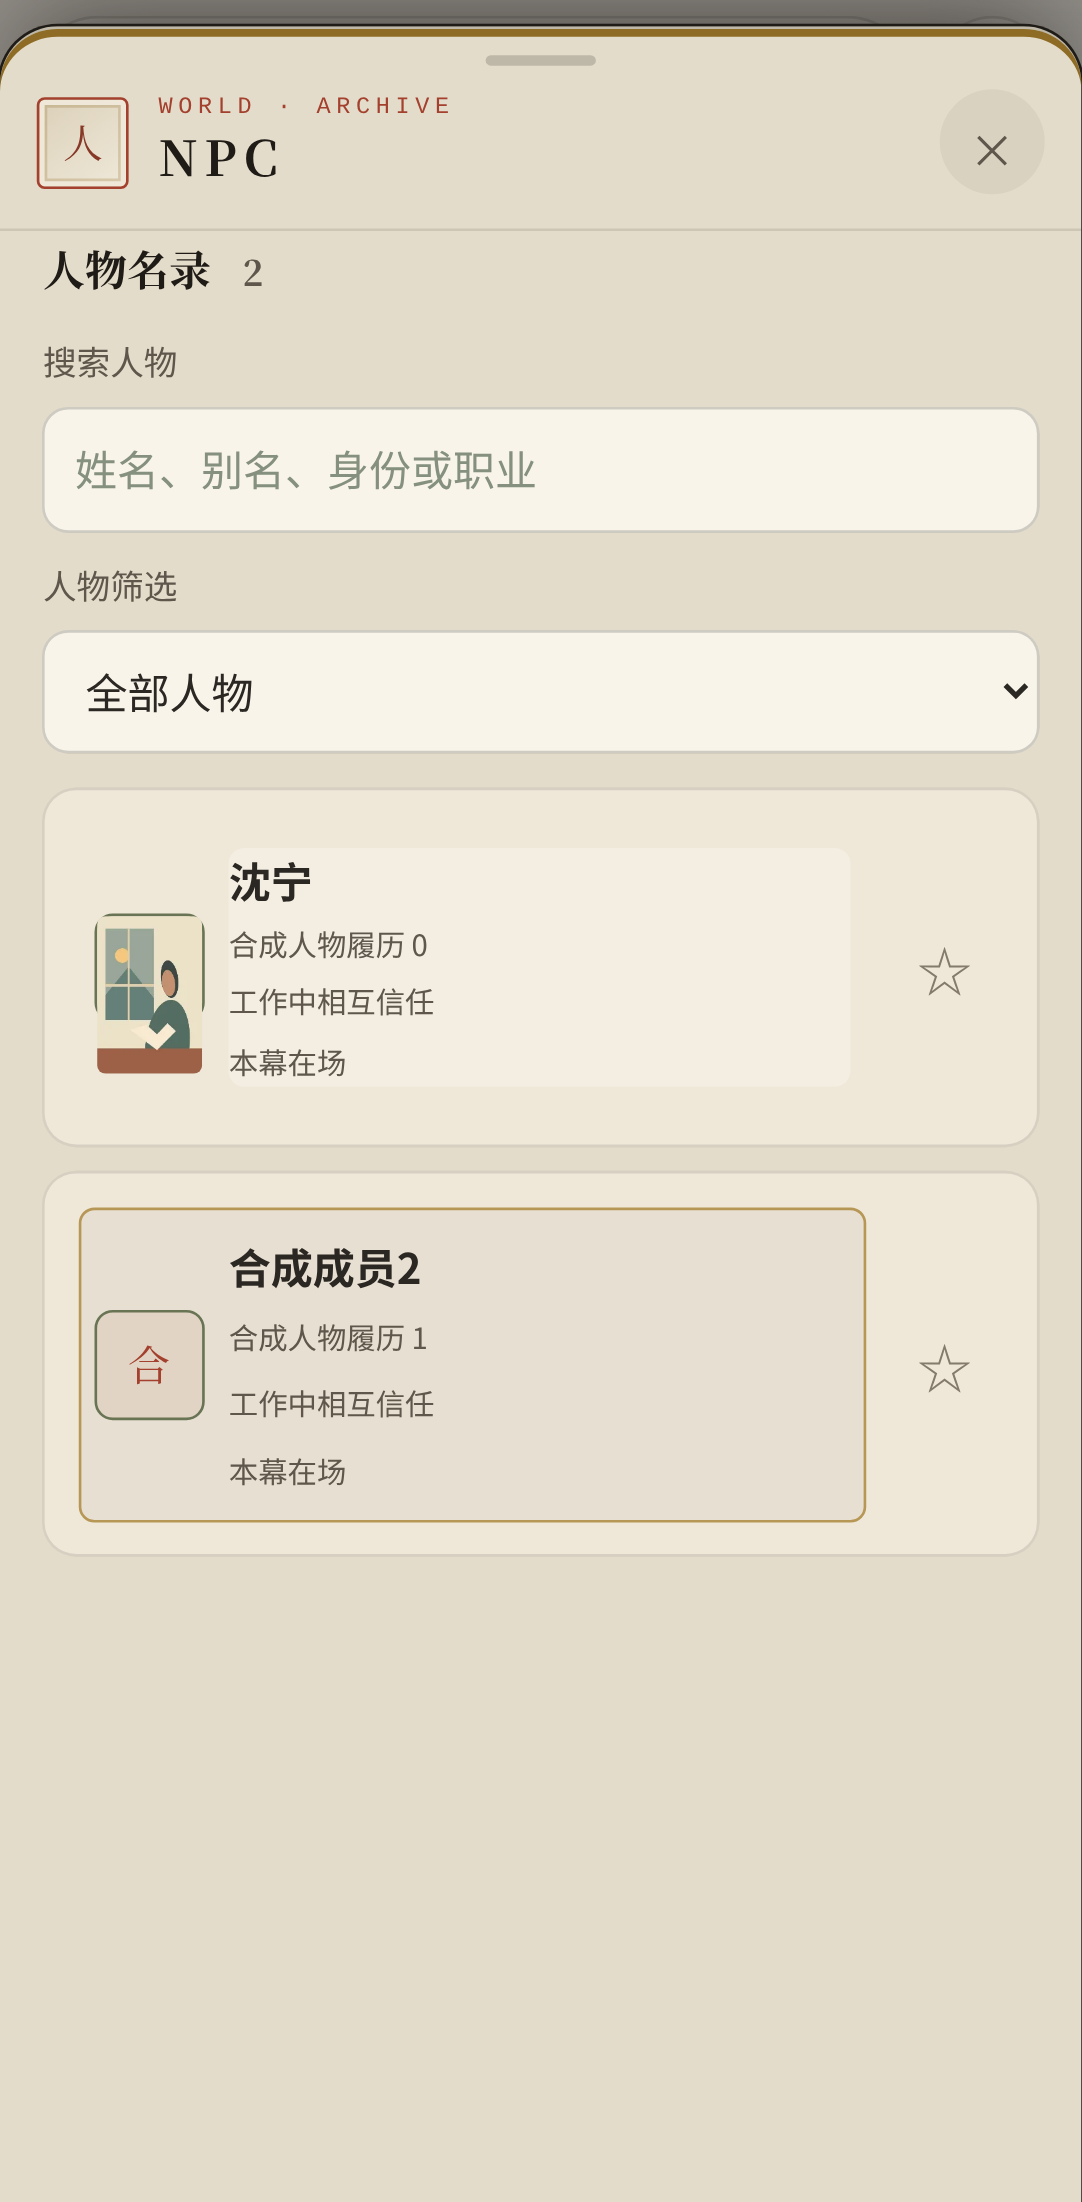 人
WORLD · ARCHIVE
NPC
人物名录 2
搜索人物
姓名、别名、身份或职业
人物筛选
全部人物
沈宁
合成人物履历 0
工作中相互信任
本幕在场
合成成员2
合
合成人物履历 1
工作中相互信任
本幕在场